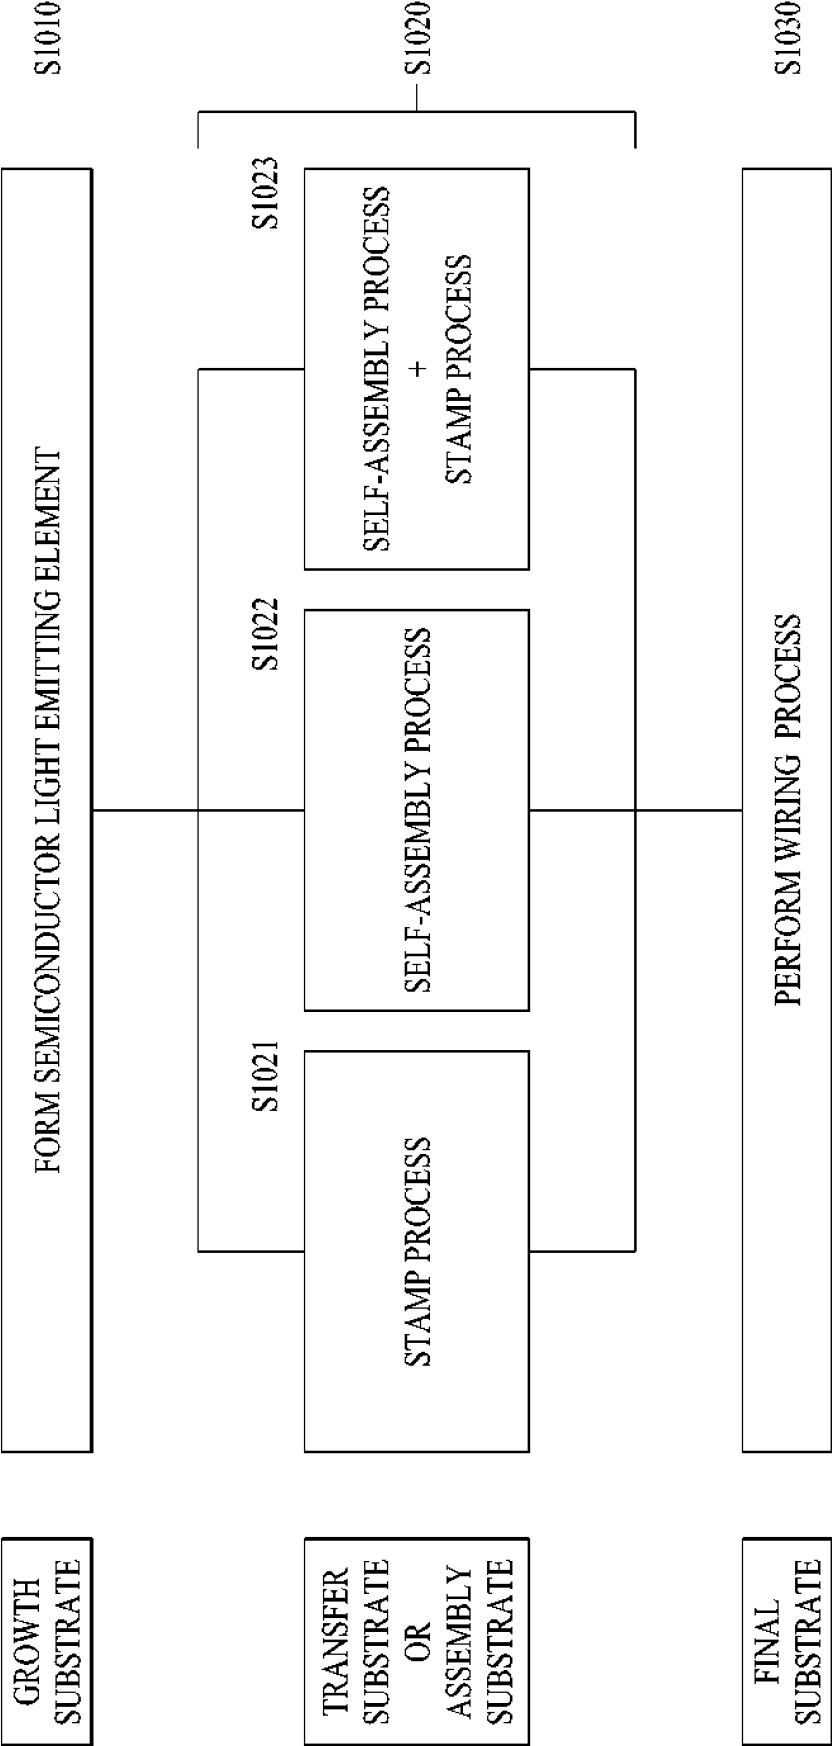 GROWTH
SUBSTRATE
FORM SEMICONDUCTOR LIGHT EMITTING ELEMENT
S1010
TRANSFER
SUBSTRATE
OR
ASSEMBLY
SUBSTRATE
S1021
STAMP PROCESS
S1022
SELF-ASSEMBLY PROCESS
S1023
SELF-ASSEMBLY PROCESS
+
STAMP PROCESS
S1020
FINAL
SUBSTRATE
PERFORM WIRING PROCESS
S1030